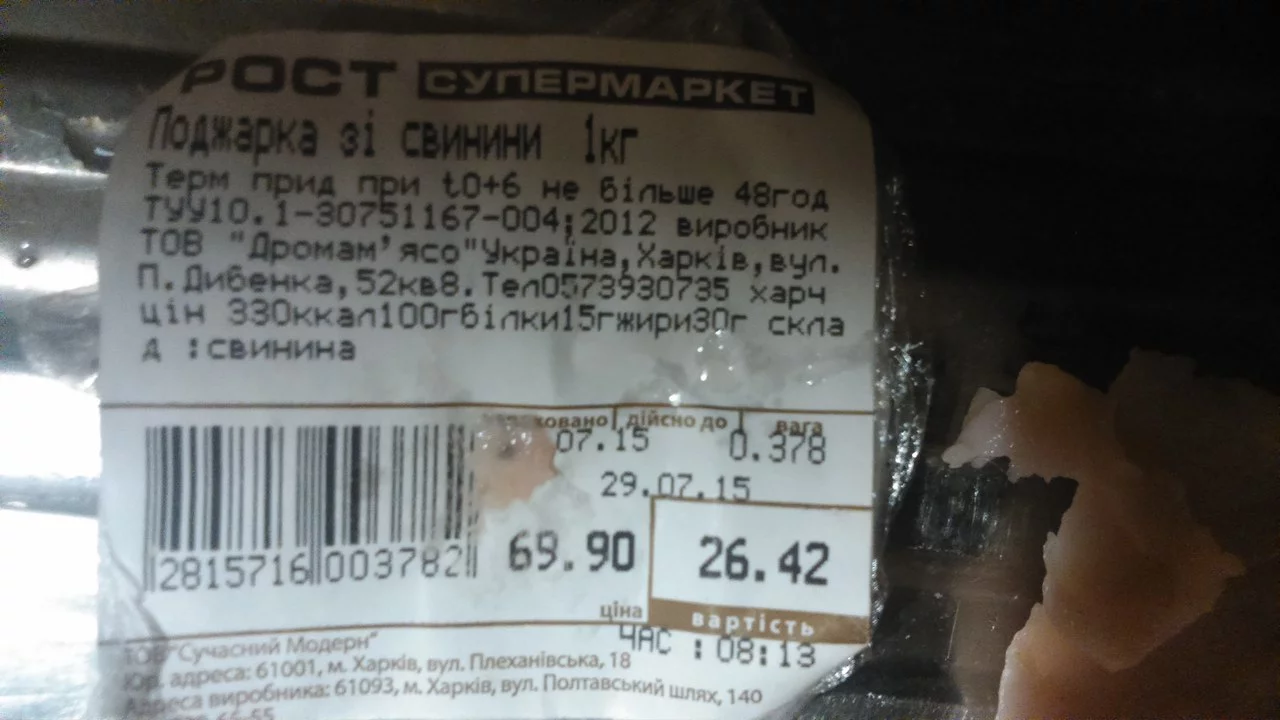 РОСТ СУПЕРМАРКЕТ
Поджарка зі свинини 1кг
Терм прид при t0+6 не більше 48год
ТУУ10.1-30751167-004;2012 виробник
ТОВ "Дромам'ясо"Україна,Харків,вул.
П.Дибенка,52кв8.Тел0573930735 харч
цін 330ккал100гбілки15гжири30г скла
д :свинина
дійсно до вага
07.15 0.378
29.07.15
69.90 26.42
2815716003782
ціна вартість
ЧАС :08:13
ТОВ "Сучасний Модерн"
Юр. адреса: 61001, м. Харків, вул. Плеханівська, 18
Адреса виробника: 61093, м. Харків, вул. Полтавський шлях, 140